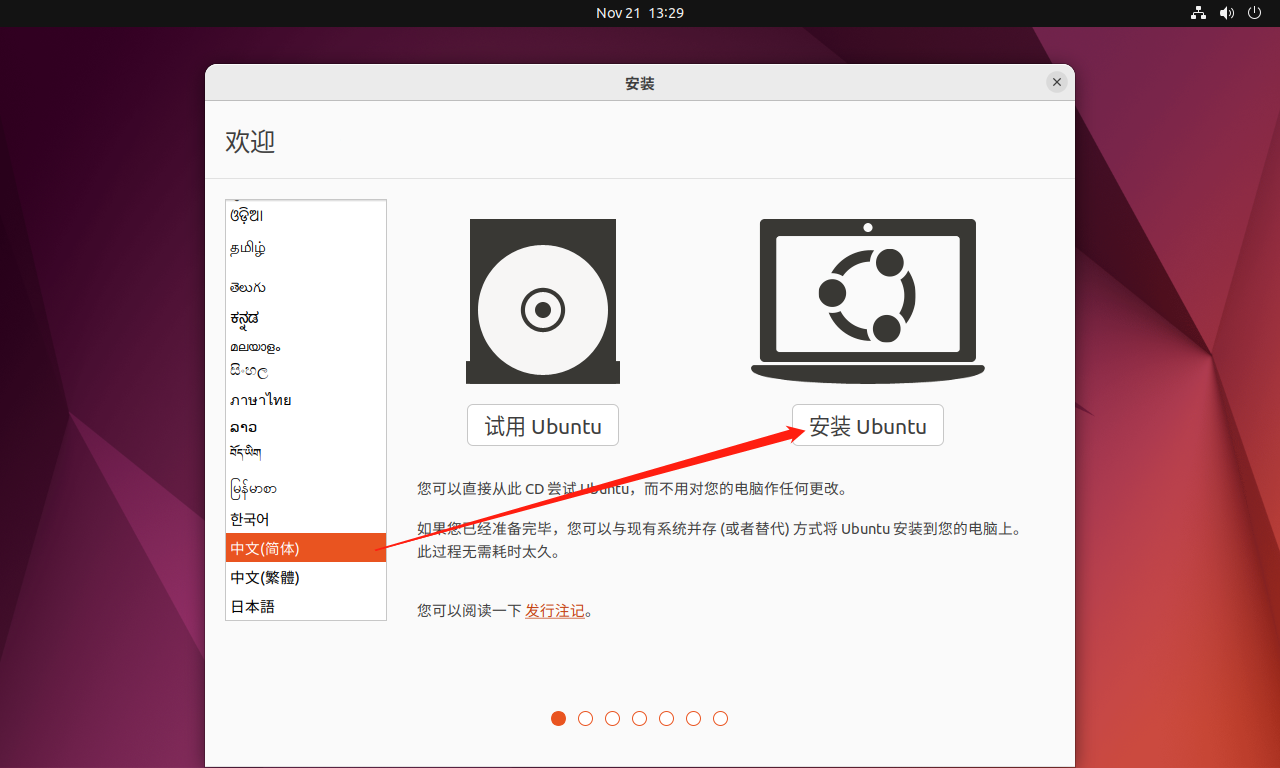 Nov 21 13:29
安装
欢迎
ଓଡ଼ିଆ
தமிழ்
తెలుగు
ಕನ್ನಡ
മലയാളം
සිංහල
ภาษาไทย
ລາວ
བོད་ཡིག
မြန်မာစာ
한국어
中文(简体)
中文(繁體)
日本語
试用 Ubuntu
安装 Ubuntu
您可以直接从此 CD 尝试 Ubuntu，而不用对您的电脑作任何更改。
如果您已经准备完毕，您可以与现有系统并存 (或者替代) 方式将 Ubuntu 安装到您的电脑上。
此过程无需耗时太久。
您可以阅读一下 发行注记。